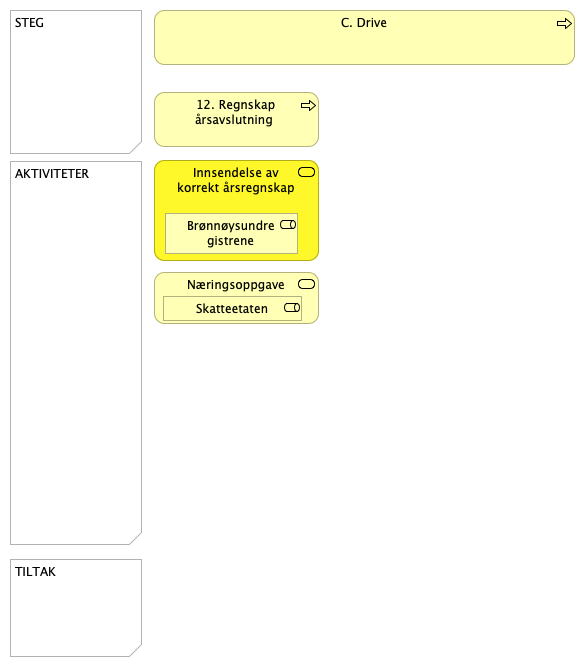 STEG
C. Drive
12. Regnskap
årsavslutning
AKTIVITETER
Innsendelse av
korrekt årsregnskap
Brønnøysundre
gistrene
Næringsoppgave
Skatteetaten
TILTAK